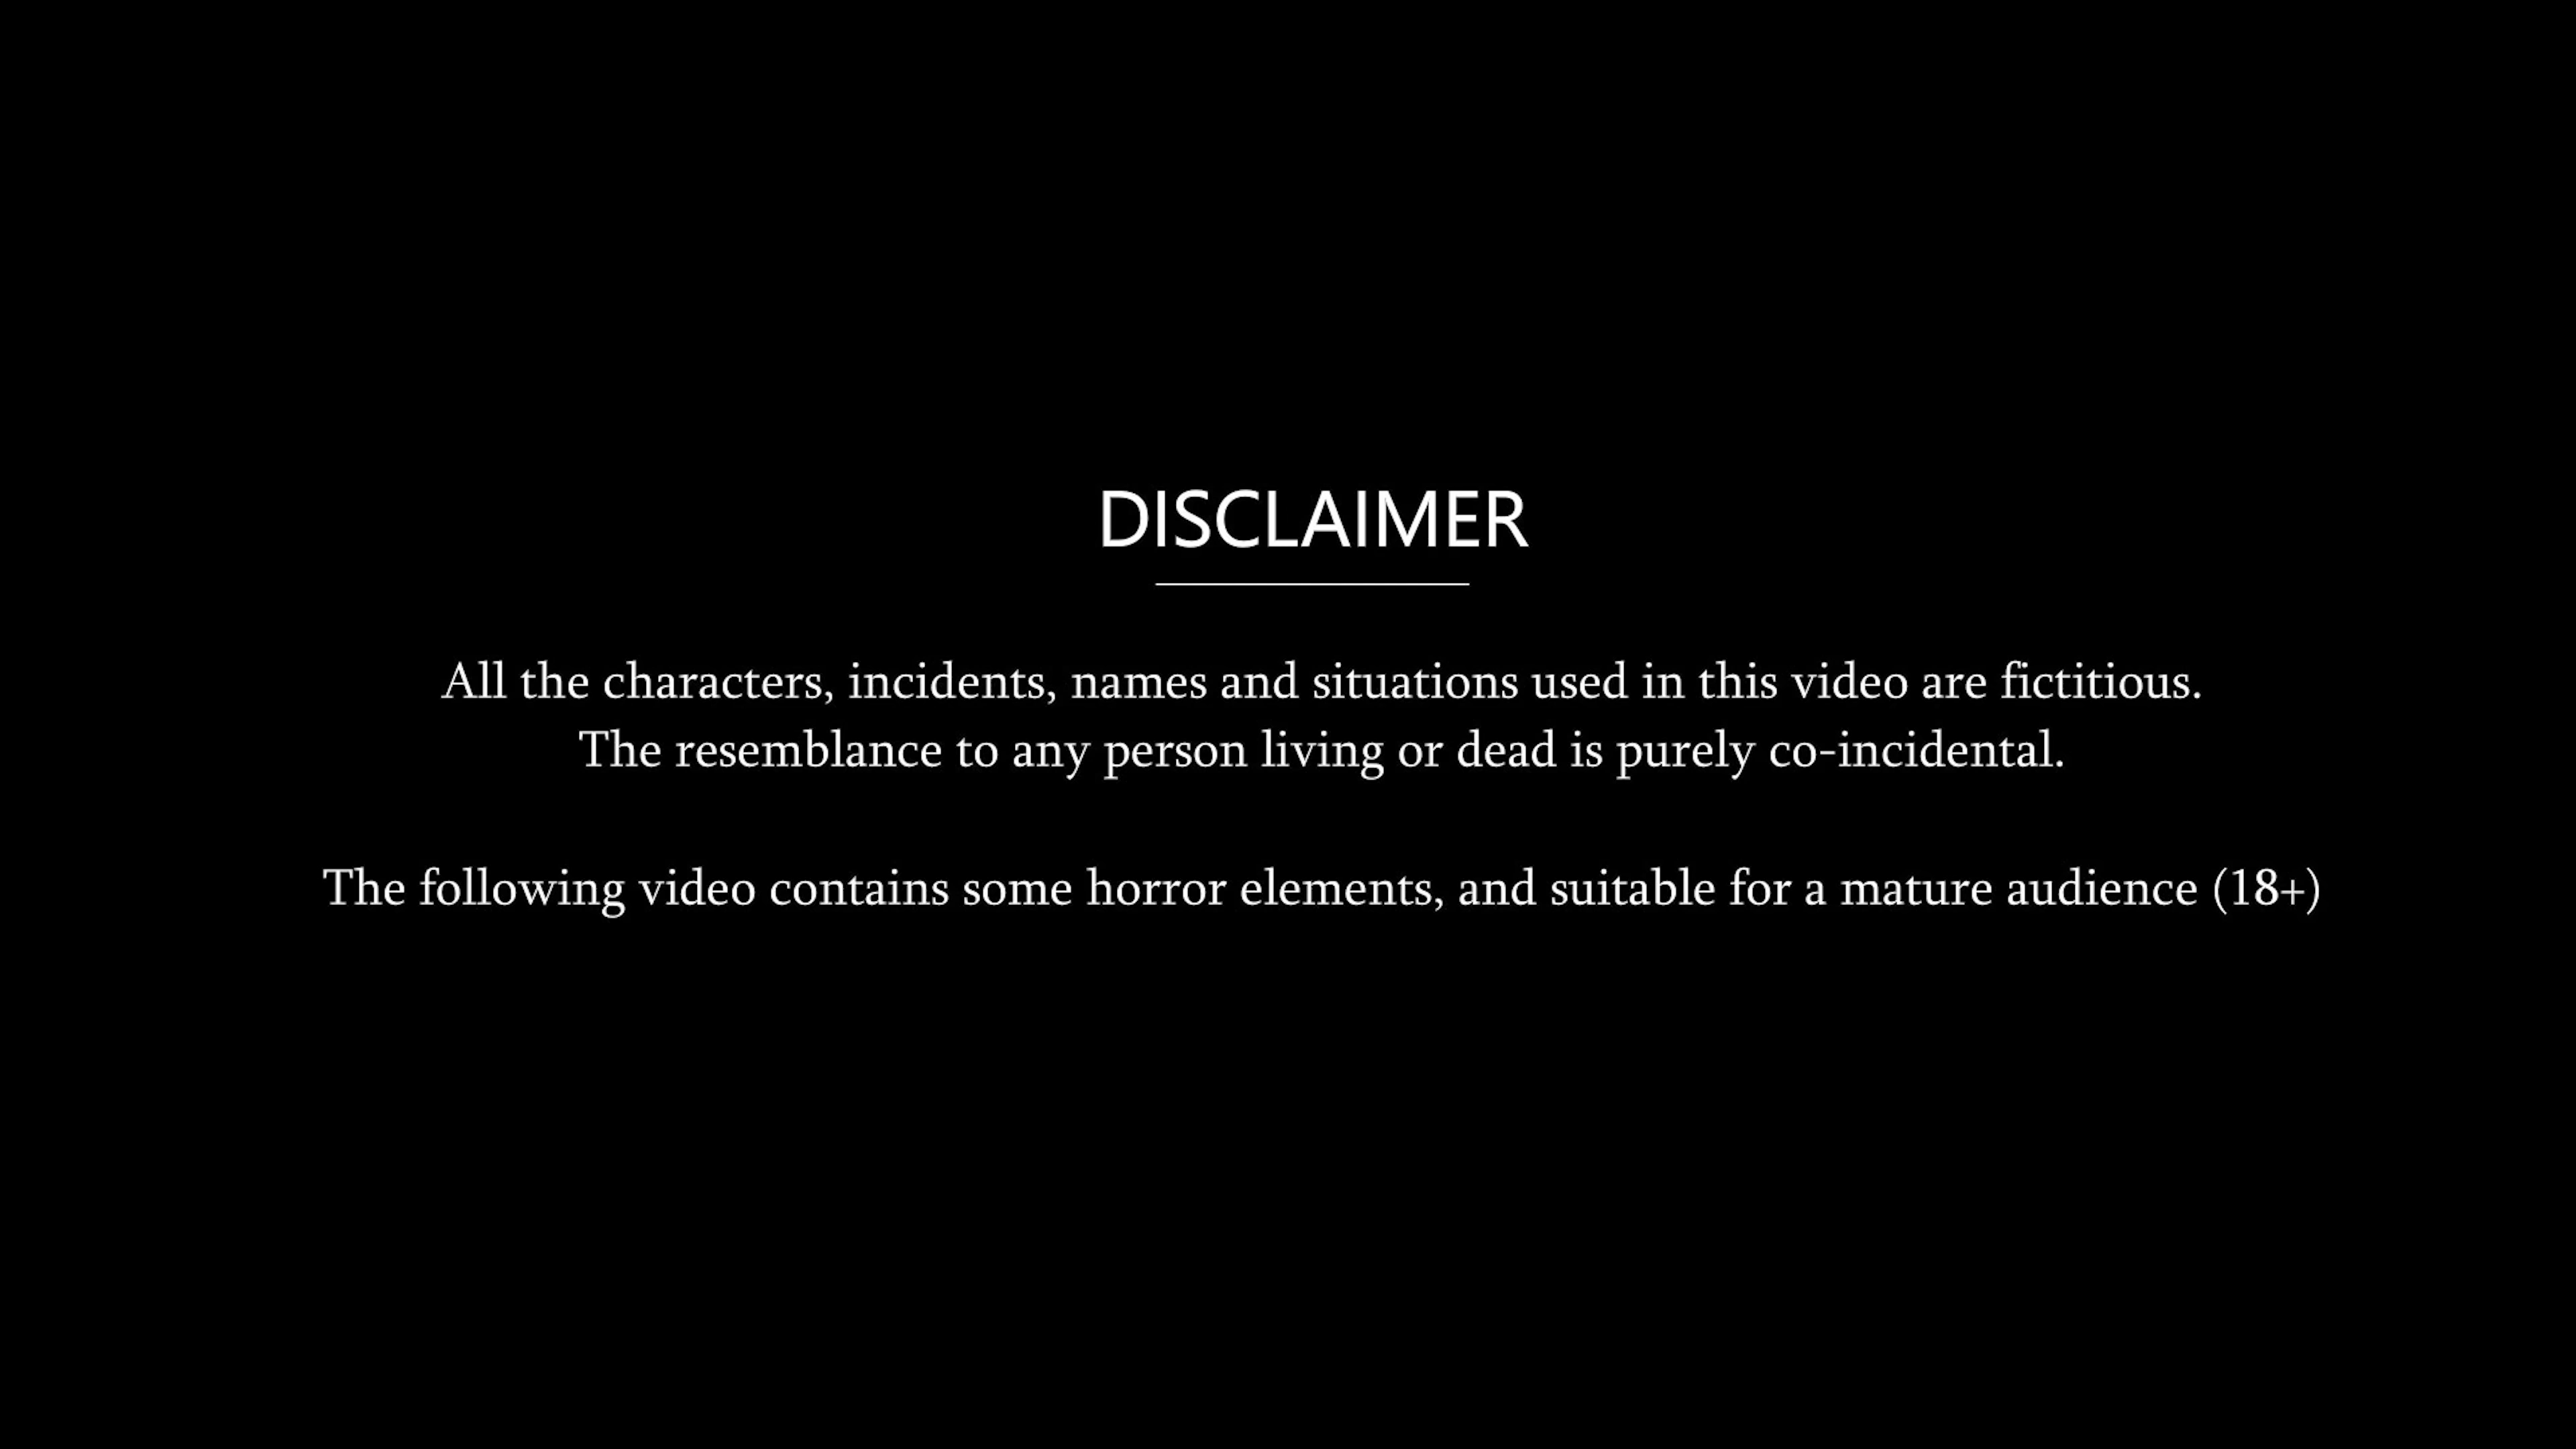 DISCLAIMER
All the characters, incidents, names and situations used in this video are fictitious.
The resemblance to any person living or dead is purely co-incidental.
The following video contains some horror elements, and suitable for a mature audience (18+)